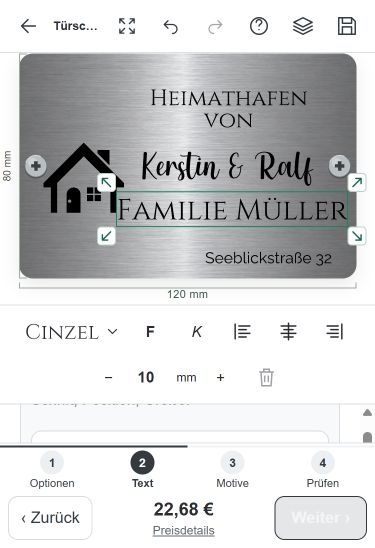 Türsc...
HEIMATHAFEN
VON
Kerstin & Ralf
FAMILIE MÜLLER
Seeblickstraße 32
80 mm
120 mm
CINZEL
F
K
− 10 mm +
1 2 3 4
Optionen Text Motive Prüfen
‹ Zurück
22,68 €
Preisdetails
Weiter ›